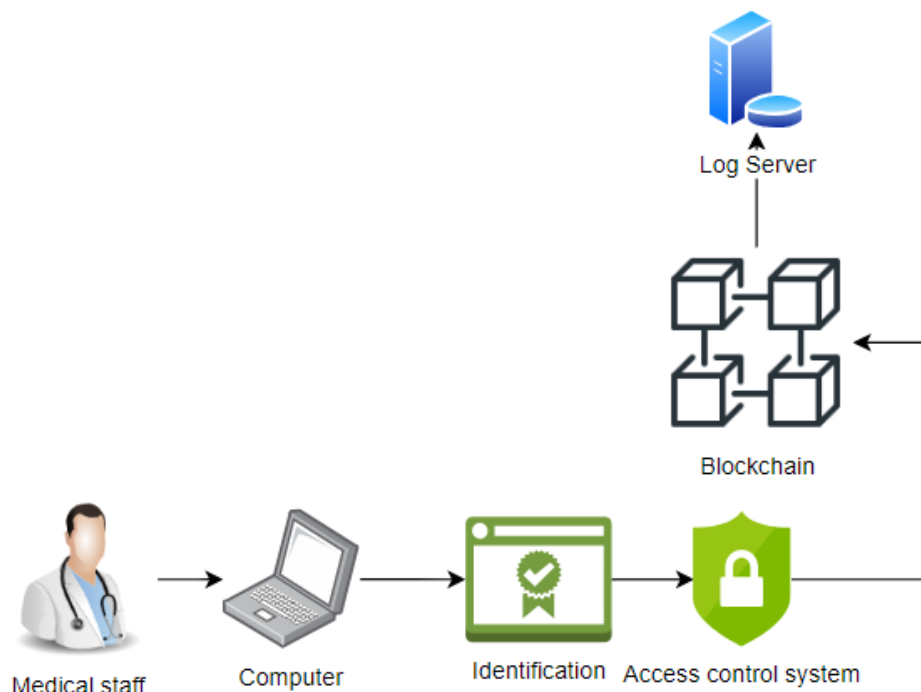 Log Server
Blockchain
Medical staff
Computer
Identification
Access control system